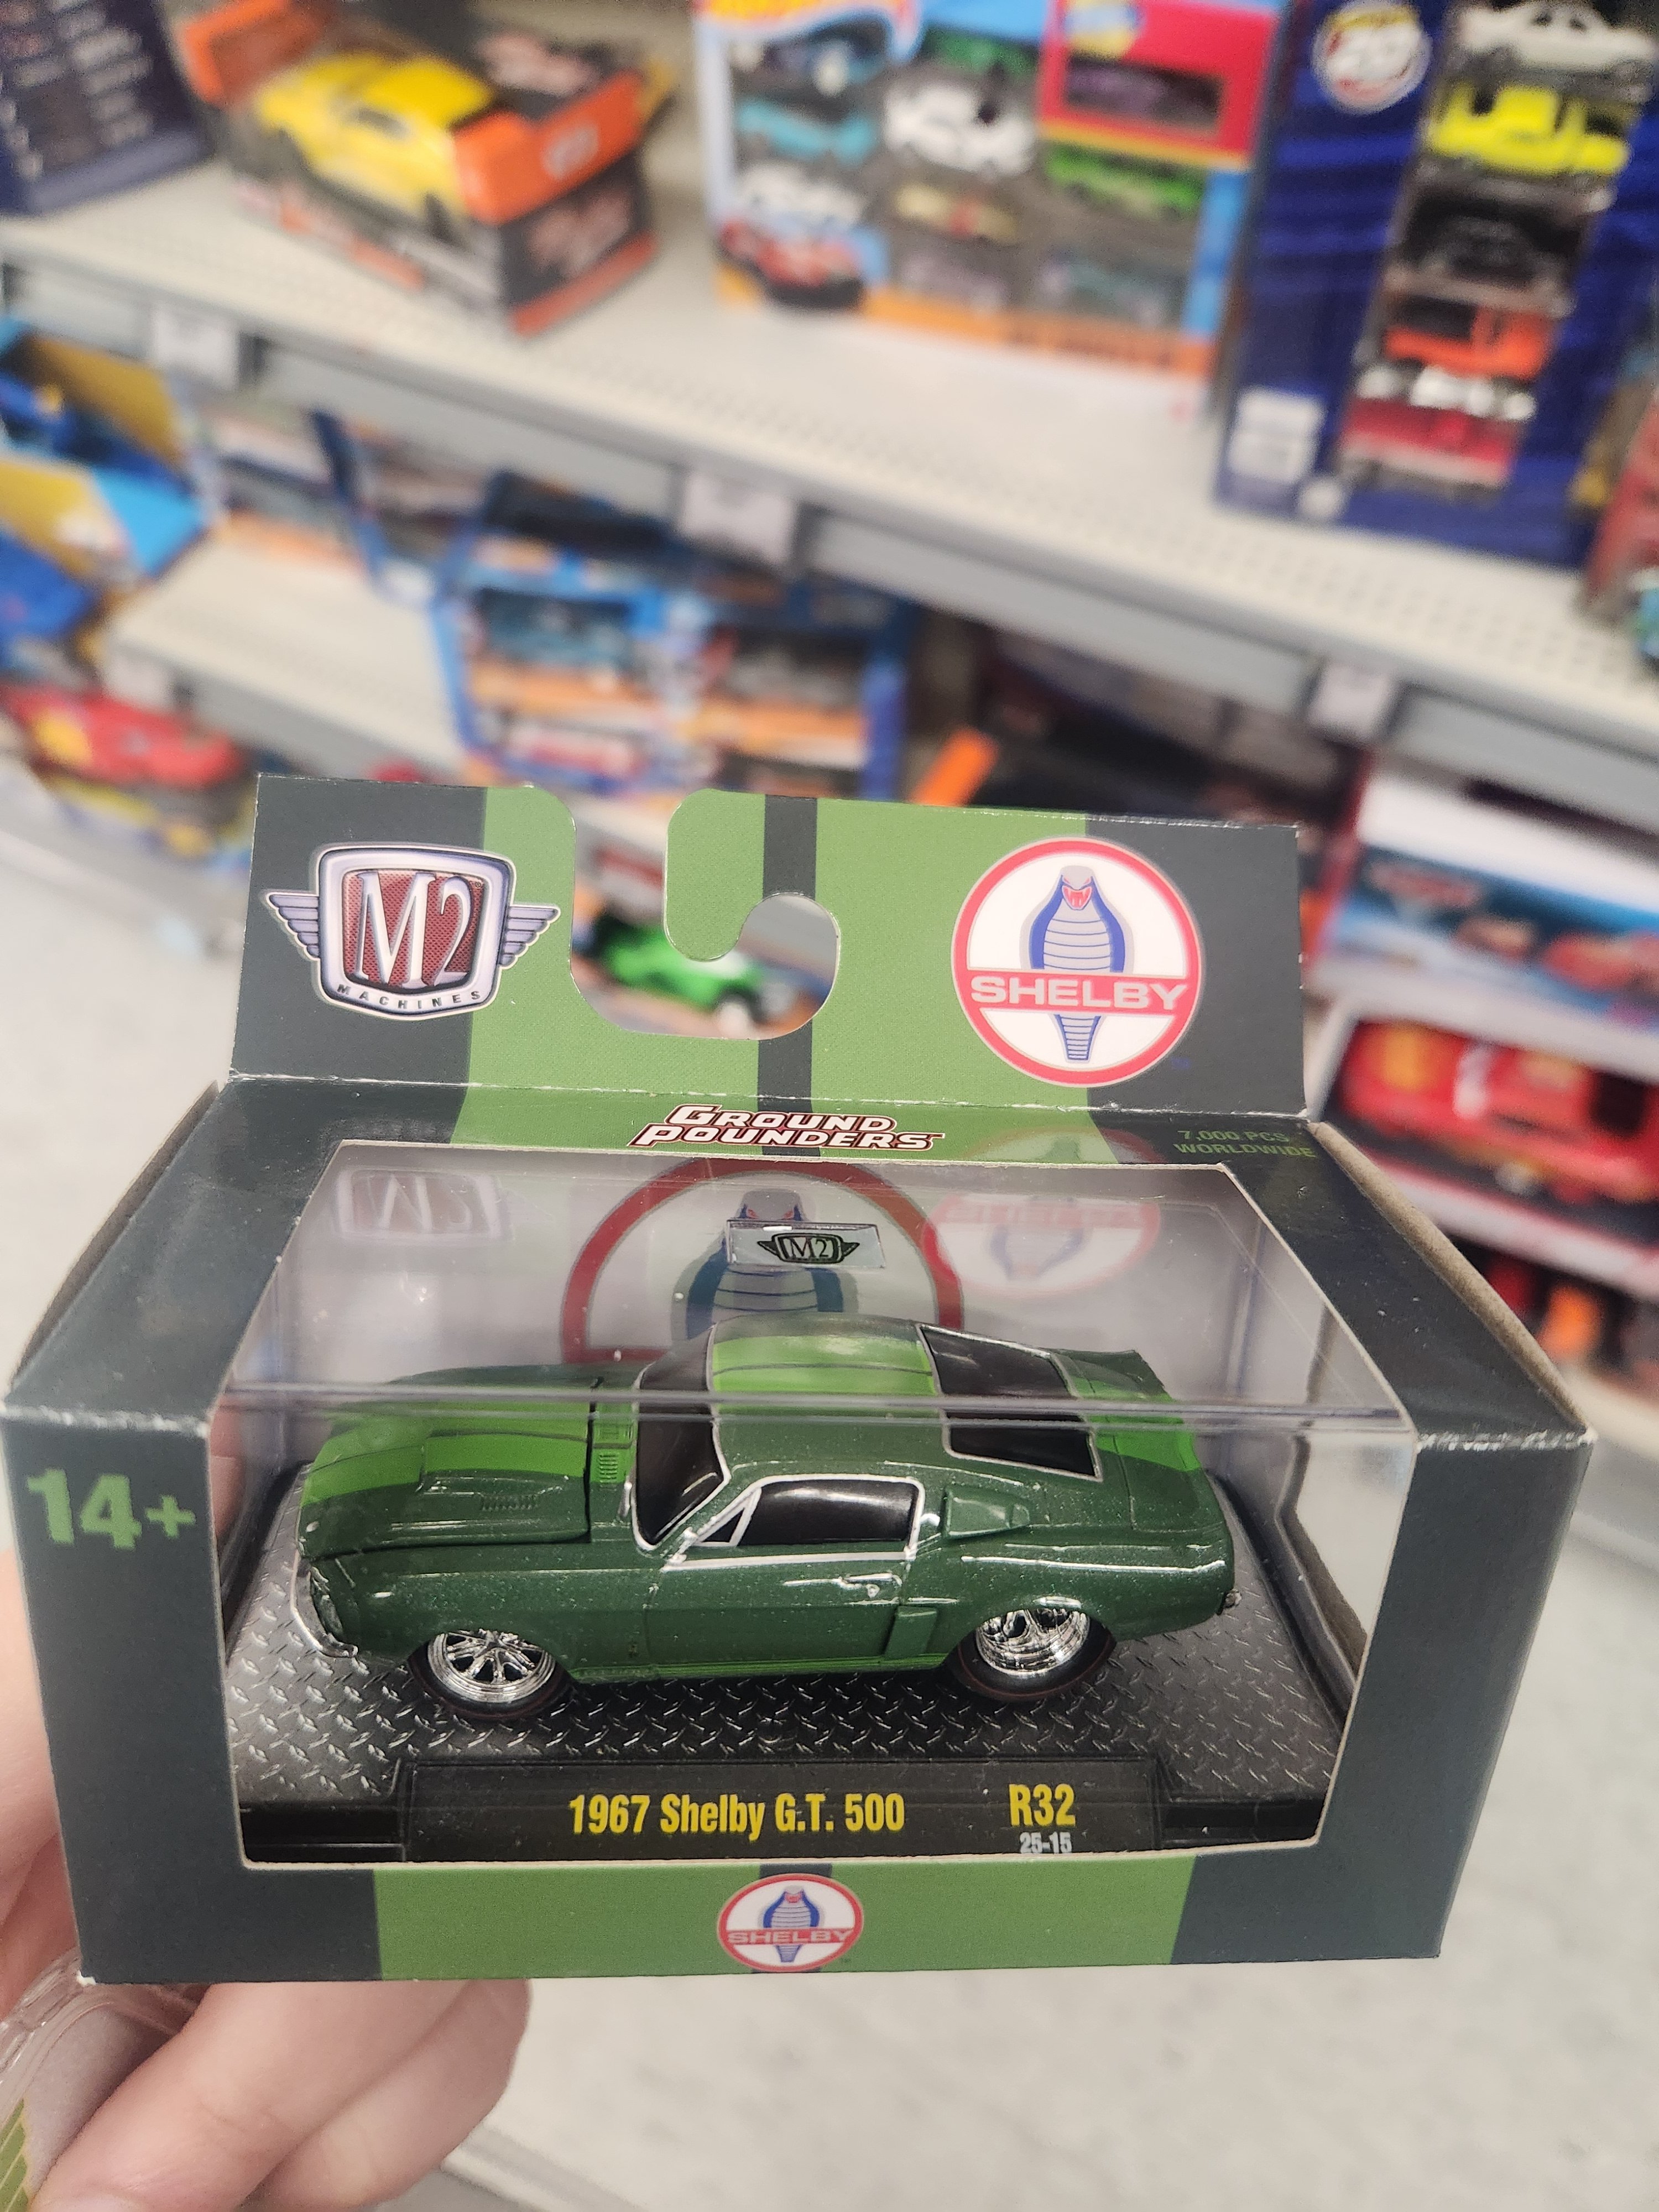 M2
MACHINES
SHELBY
GROUND
POUNDERS
7,000 PCS.
WORLDWIDE
M2
14+
1967 Shelby G.T. 500
R32
25-15
SHELBY